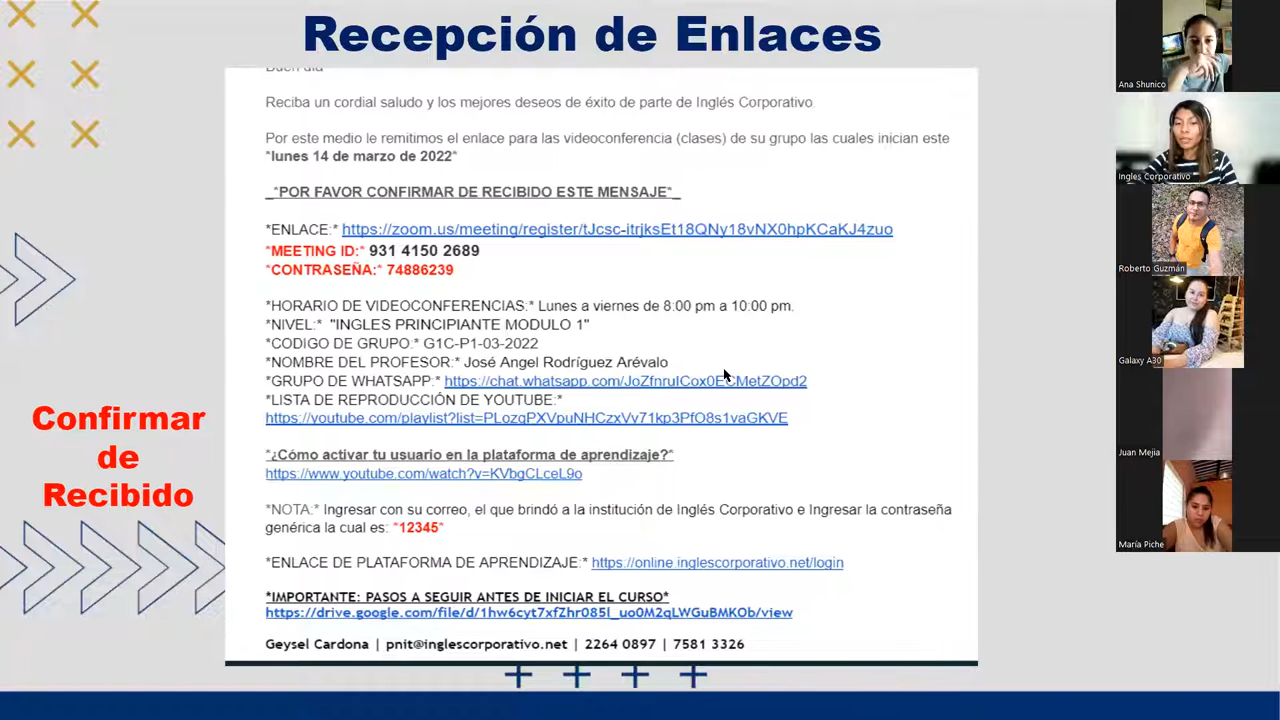 Recepción de Enlaces
Buen día
Reciba un cordial saludo y los mejores deseos de éxito de parte de Inglés Corporativo.
Por este medio le remitimos el enlace para las videoconferencia (clases) de su grupo las cuales inician este
*lunes 14 de marzo de 2022*
_*POR FAVOR CONFIRMAR DE RECIBIDO ESTE MENSAJE*_
*ENLACE:* https://zoom.us/meeting/register/tJcsc-itrjksEt18QNy18vNX0hpKCaKJ4zuo
*MEETING ID:* 931 4150 2689
*CONTRASEÑA:* 74886239
*HORARIO DE VIDEOCONFERENCIAS:* Lunes a viernes de 8:00 pm a 10:00 pm.
*NIVEL:* "INGLES PRINCIPIANTE MODULO 1"
*CODIGO DE GRUPO:* G1C-P1-03-2022
*NOMBRE DEL PROFESOR:* José Angel Rodríguez Arévalo
*GRUPO DE WHATSAPP:*
*LISTA DE REPRODUCCIÓN DE YOUTUBE:*
https://youtube.com/playlist?list=PLozqPXVpuNHCzxVv71kp3PfO8s1vaGKVE
*¿Cómo activar tu usuario en la plataforma de aprendizaje?*
https://www.youtube.com/watch?v=KVbgCLceL9o
*NOTA:* Ingresar con su correo, el que brindó a la institución de Inglés Corporativo e Ingresar la contraseña
genérica la cual es: *12345*
*ENLACE DE PLATAFORMA DE APRENDIZAJE:* https://online.inglescorporativo.net/login
*IMPORTANTE: PASOS A SEGUIR ANTES DE INICIAR EL CURSO*
https://drive.google.com/file/d/1hw6cyt7xfZhr085l_uo0M2qLWGuBMKOb/view
Geysel Cardona | pnit@inglescorporativo.net | 2264 0897 | 7581 3326
Confirmar
de
Recibido
Ana Shunico
Ingles Corporativo
Roberto Guzmán
Galaxy A30
Juan Mejia
María Piche